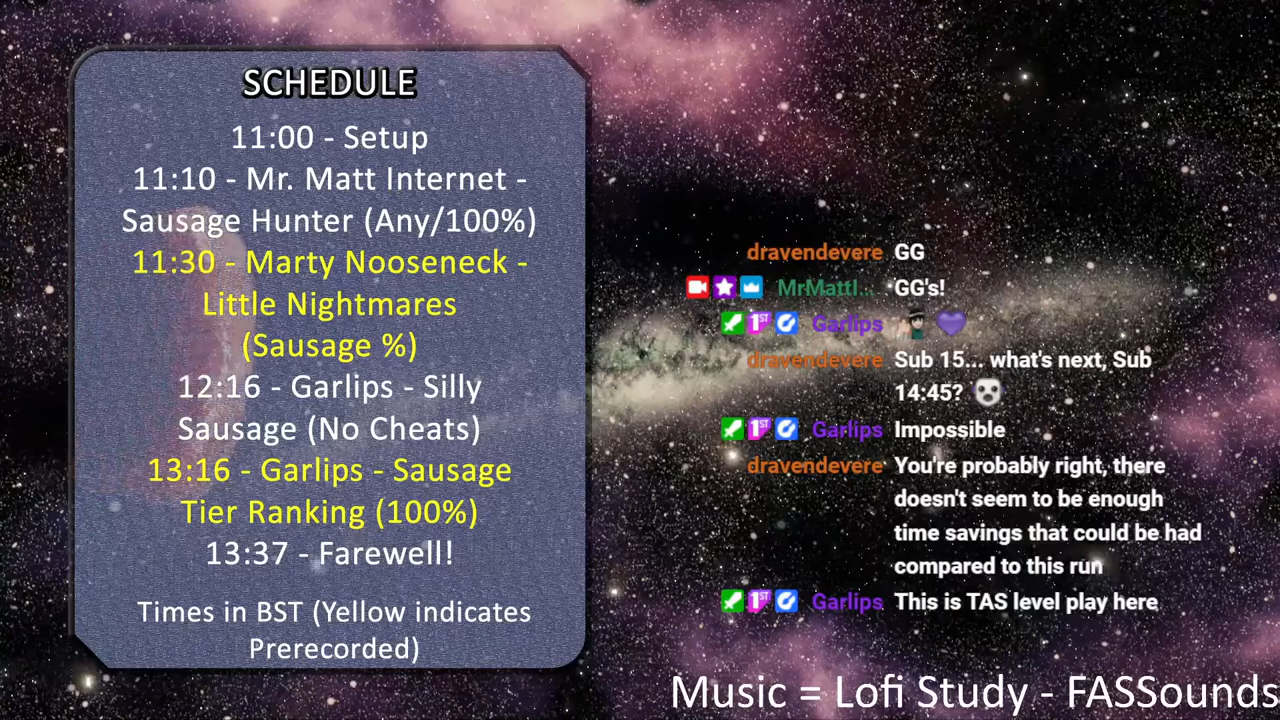 SCHEDULE
11:00 - Setup
11:10 - Mr. Matt Internet -
Sausage Hunter (Any/100%)
11:30 - Marty Nooseneck -
Little Nightmares
(Sausage %)
12:16 - Garlips - Silly
Sausage (No Cheats)
13:16 - Garlips - Sausage
Tier Ranking (100%)
13:37 - Farewell!
Times in BST (Yellow indicates
Prerecorded)
dravendevere GG
MrMattI... GG's!
1ST Garlips
dravendevere Sub 15... what's next, Sub
14:45?
1ST Garlips Impossible
dravendevere You're probably right, there
doesn't seem to be enough
time savings that could be had
compared to this run
1ST Garlips This is TAS level play here
Music = Lofi Study - FASSounds